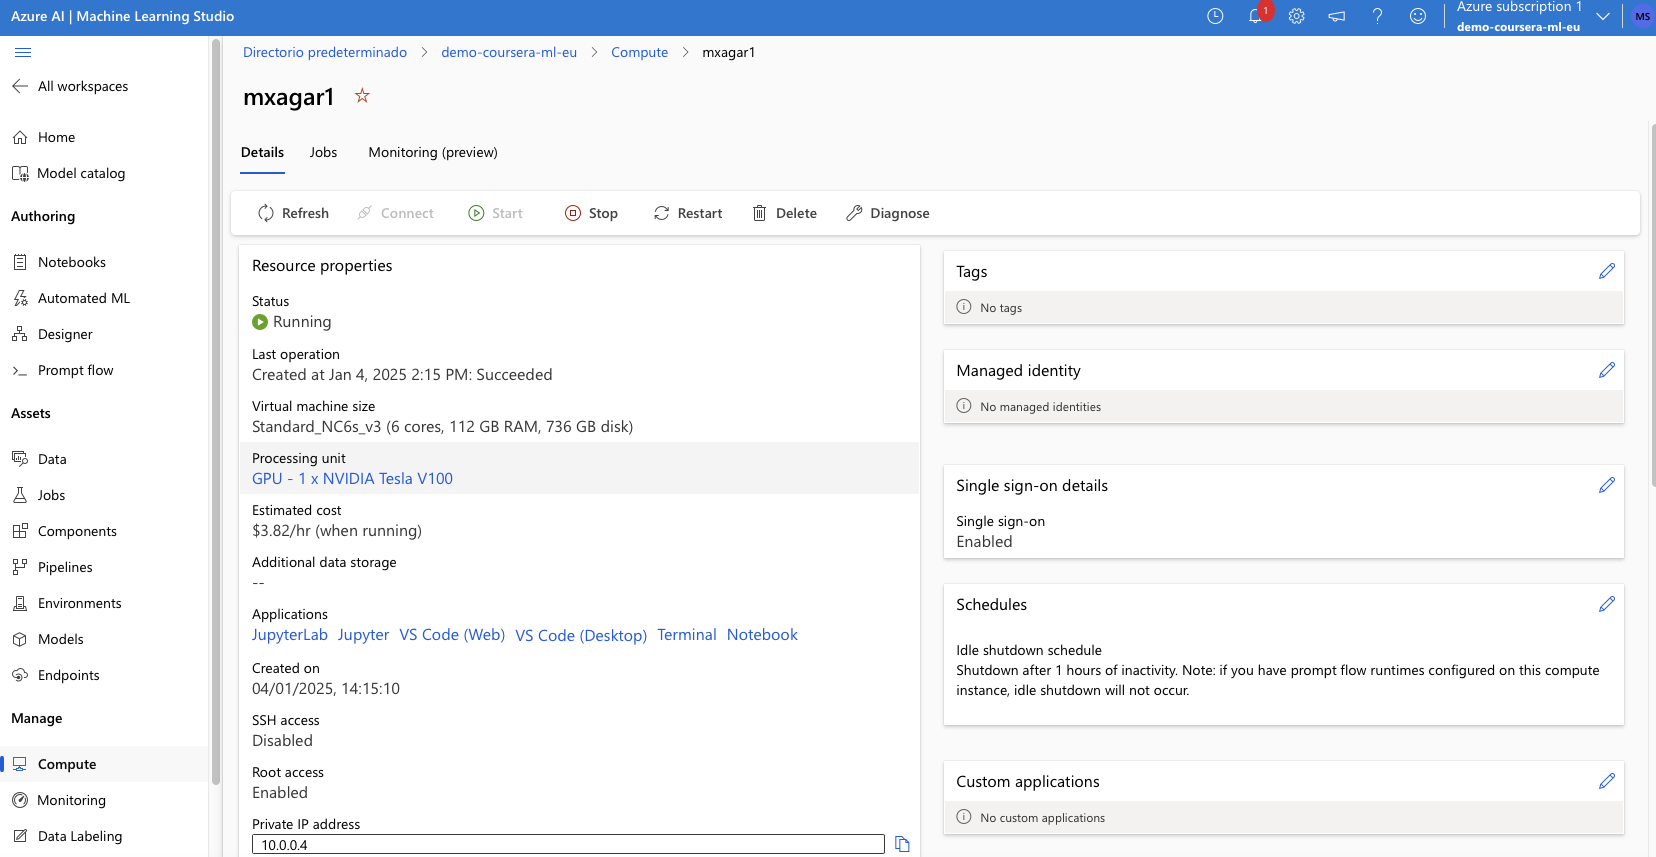 Azure AI | Machine Learning Studio
1
Azure subscription 1
demo-coursera-ml-eu
MS
All workspaces
Home
Model catalog
Authoring
Notebooks
Automated ML
Designer
Prompt flow
Assets
Data
Jobs
Components
Pipelines
Environments
Models
Endpoints
Manage
Compute
Monitoring
Data Labeling
Directorio predeterminado > demo-coursera-ml-eu > Compute > mxagar1
mxagar1
Details Jobs Monitoring (preview)
Refresh Connect Start Stop Restart Delete Diagnose
Resource properties
Status
Running
Last operation
Created at Jan 4, 2025 2:15 PM: Succeeded
Virtual machine size
Standard_NC6s_v3 (6 cores, 112 GB RAM, 736 GB disk)
Processing unit
GPU - 1 x NVIDIA Tesla V100
Estimated cost
$3.82/hr (when running)
Additional data storage
--
Applications
JupyterLab Jupyter VS Code (Web) VS Code (Desktop) Terminal Notebook
Created on
04/01/2025, 14:15:10
SSH access
Disabled
Root access
Enabled
Private IP address
10.0.0.4
Tags
No tags
Managed identity
No managed identities
Single sign-on details
Single sign-on
Enabled
Schedules
Idle shutdown schedule
Shutdown after 1 hours of inactivity. Note: if you have prompt flow runtimes configured on this compute
instance, idle shutdown will not occur.
Custom applications
No custom applications